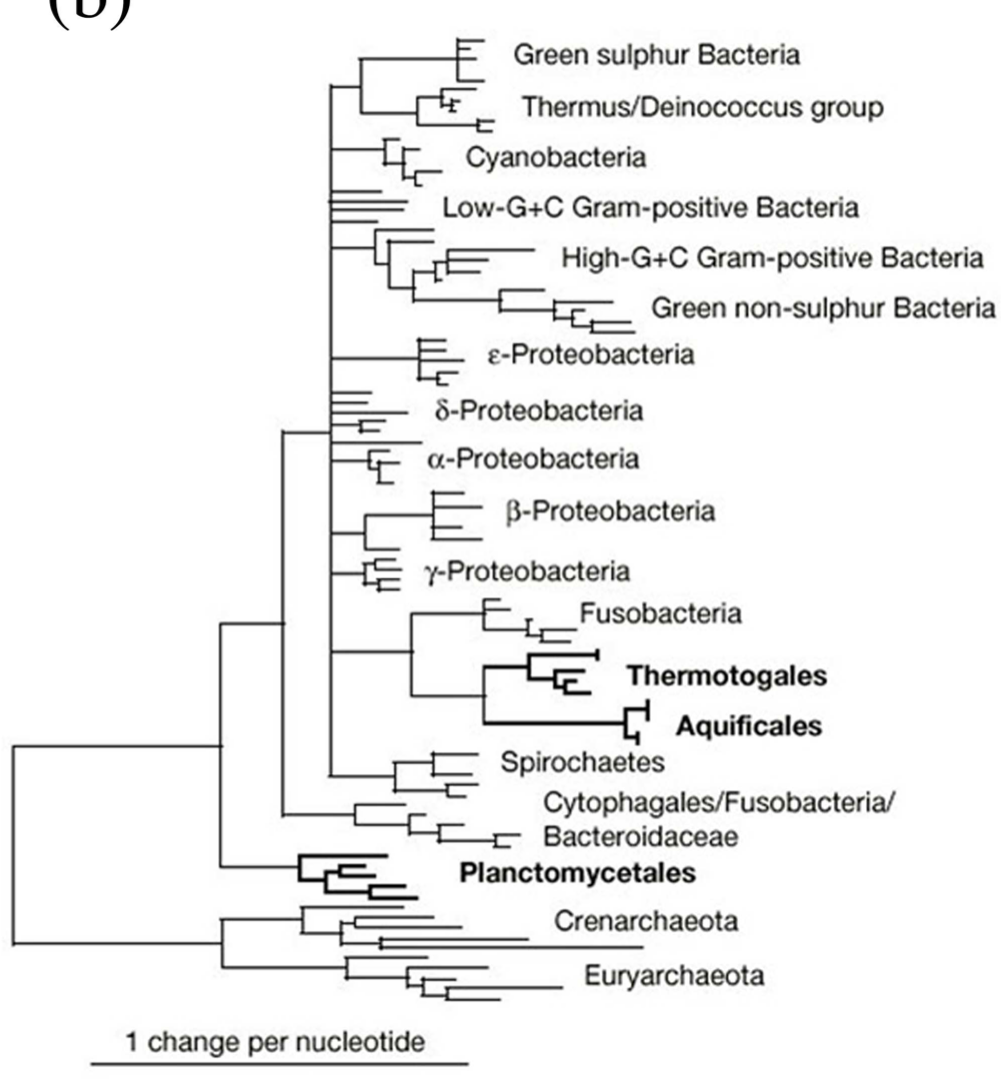 (b)
Green sulphur Bacteria
Thermus/Deinococcus group
Cyanobacteria
Low-G+C Gram-positive Bacteria
High-G+C Gram-positive Bacteria
Green non-sulphur Bacteria
ε-Proteobacteria
δ-Proteobacteria
α-Proteobacteria
β-Proteobacteria
γ-Proteobacteria
Fusobacteria
Thermotogales
Aquificales
Spirochaetes
Cytophagales/Fusobacteria/
Bacteroidaceae
Planctomycetales
Crenarchaeota
Euryarchaeota
1 change per nucleotide